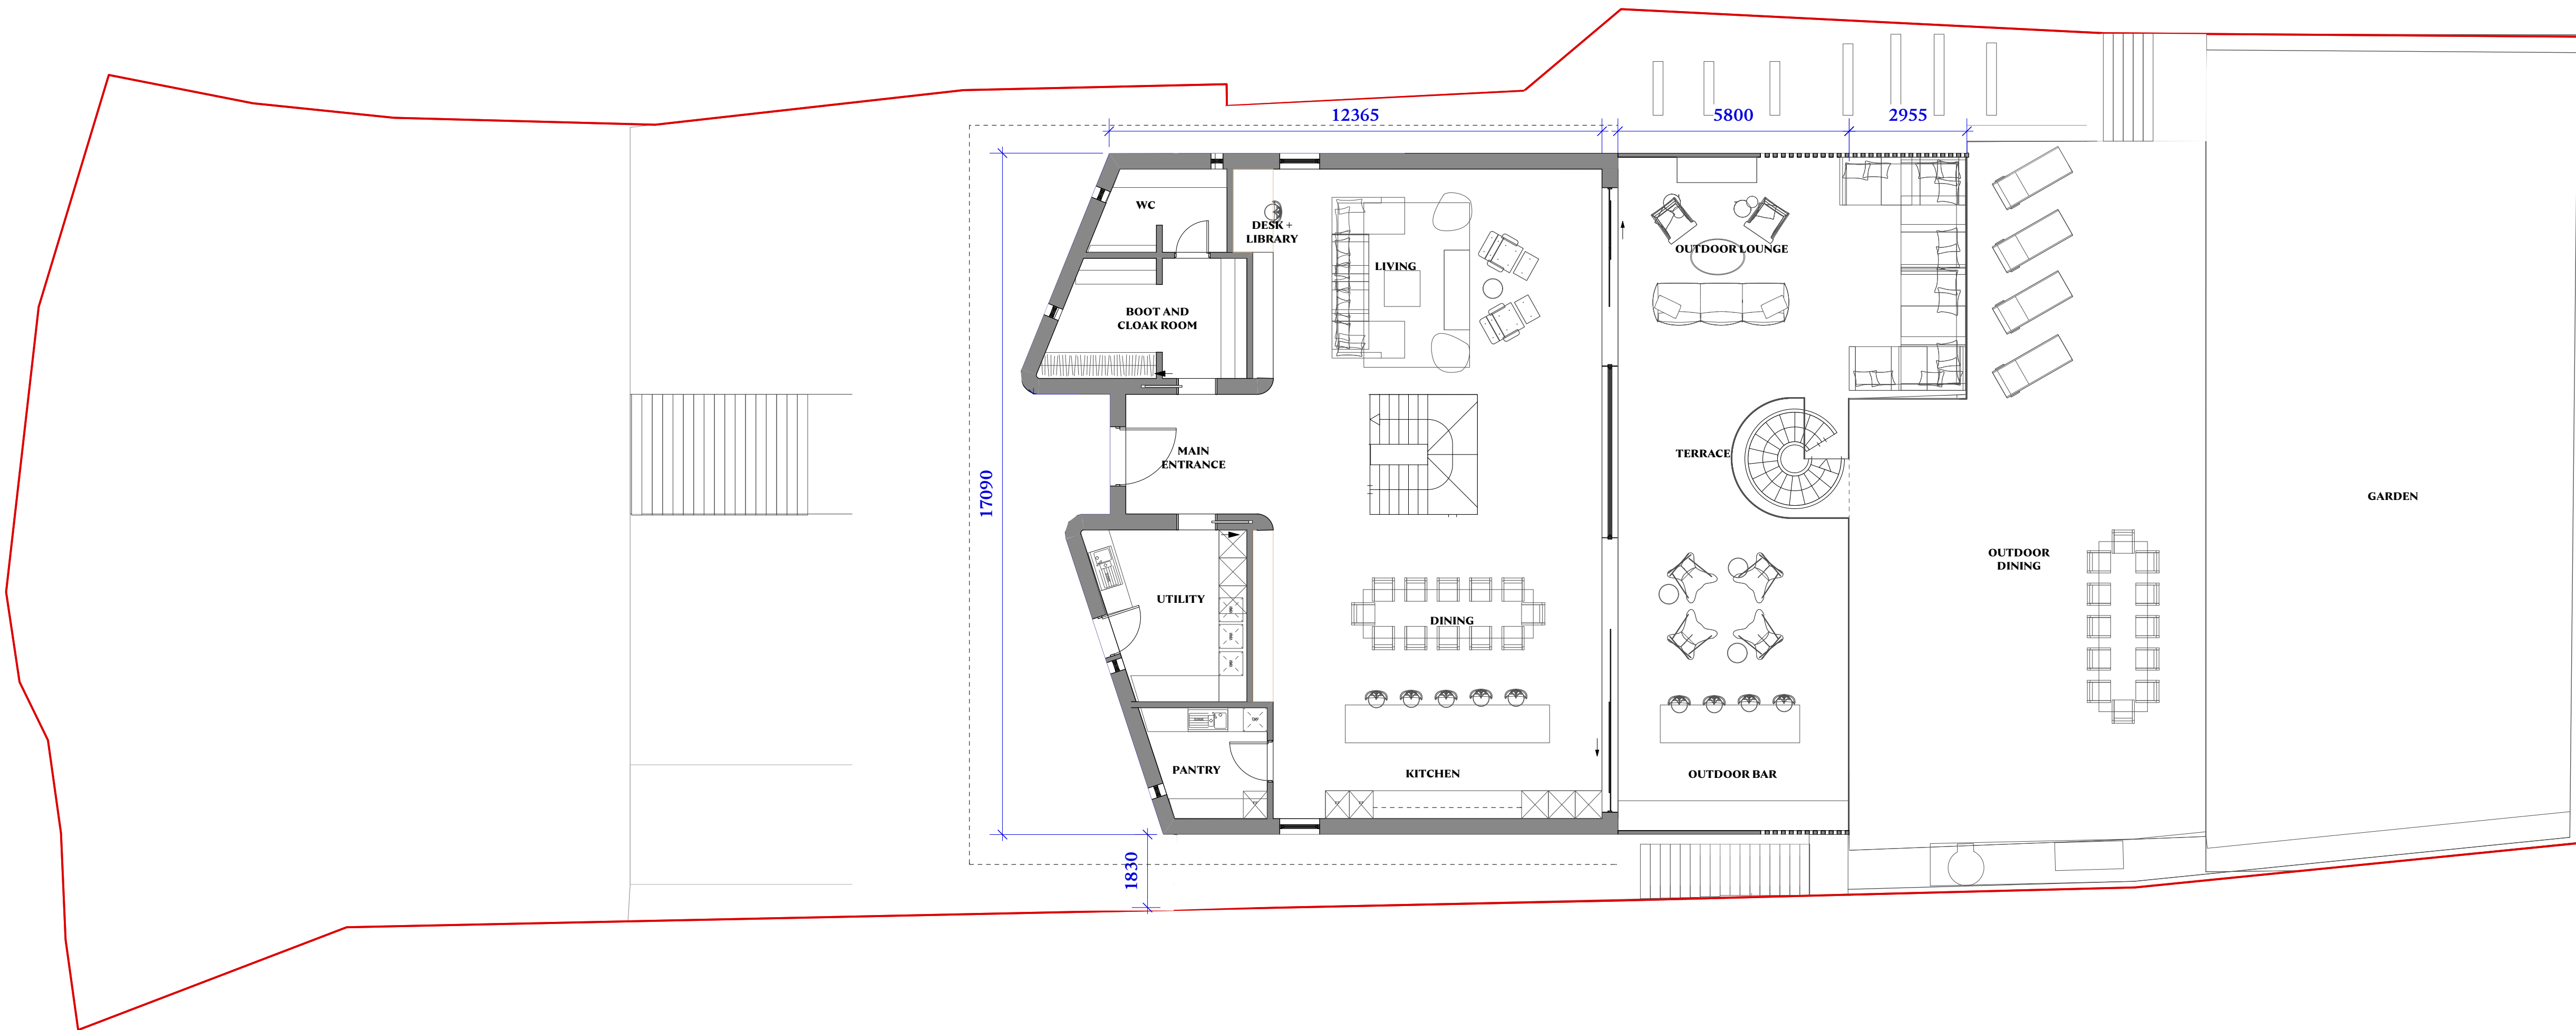 12365
5800
2955
17090
1830
WC
DESK +
LIBRARY
LIVING
OUTDOOR LOUNGE
BOOT AND
CLOAK ROOM
MAIN
ENTRANCE
TERRACE
GARDEN
OUTDOOR
DINING
UTILITY
DINING
PANTRY
KITCHEN
OUTDOOR BAR